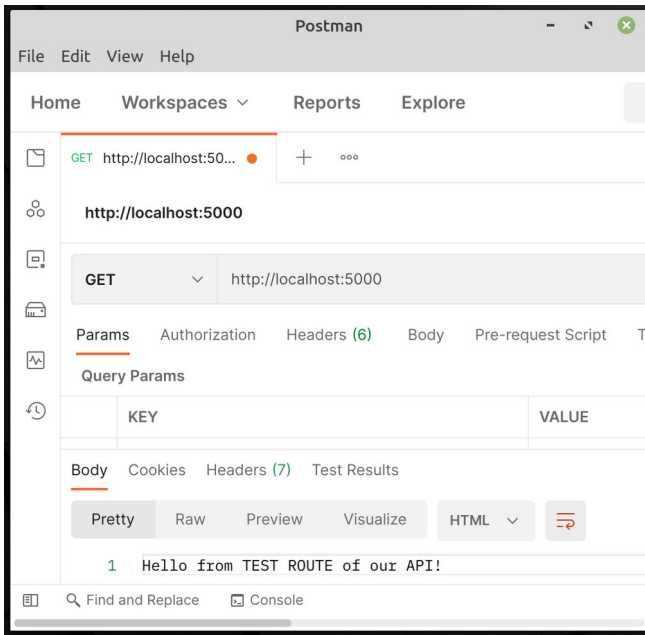 Postman
File Edit View Help
Home Workspaces Reports Explore
GET http://localhost:50...
http://localhost:5000
GET http://localhost:5000
Params Authorization Headers (6) Body Pre-request Script T
Query Params
KEY VALUE
Body Cookies Headers (7) Test Results
Pretty Raw Preview Visualize HTML
1 Hello from TEST ROUTE of our API!
Find and Replace Console